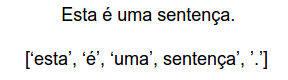 Esta é uma sentença.
[‘esta’, ‘é’, ‘uma’, sentença’, ’.’]